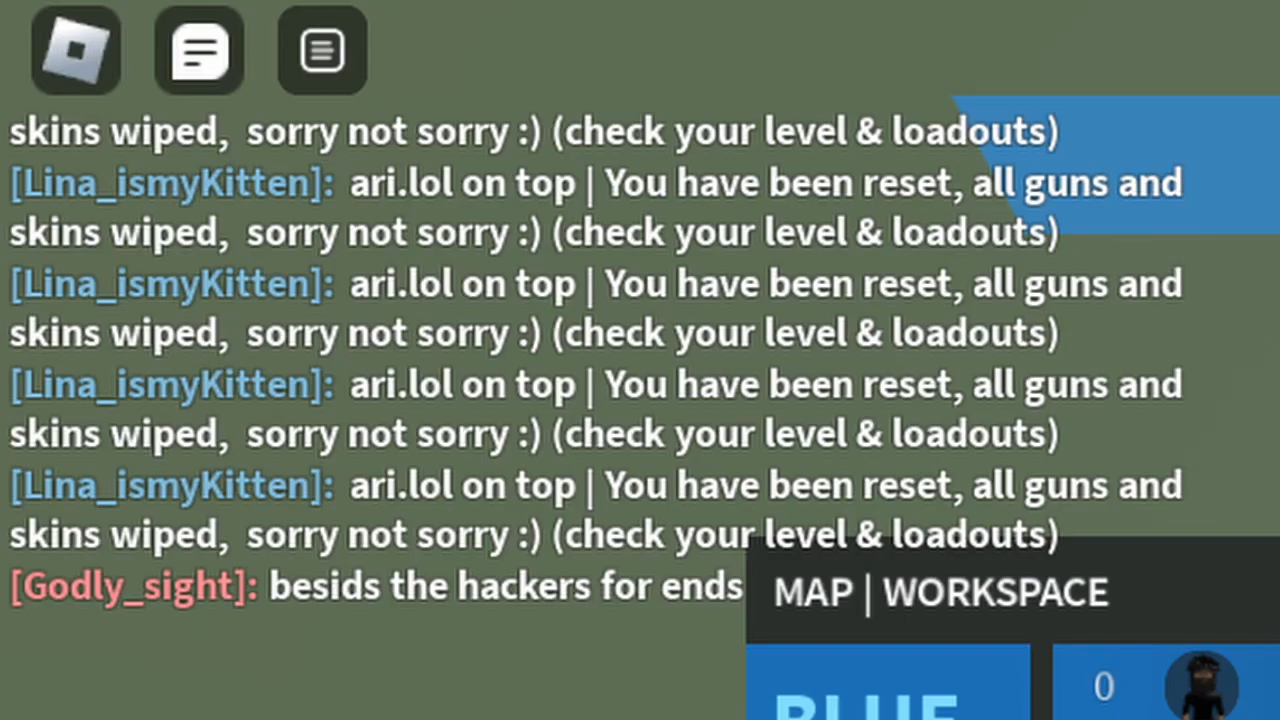 skins wiped,  sorry not sorry :) (check your level & loadouts)
[Lina_ismyKitten]:  ari.lol on top | You have been reset, all guns and
skins wiped,  sorry not sorry :) (check your level & loadouts)
[Lina_ismyKitten]:  ari.lol on top | You have been reset, all guns and
skins wiped,  sorry not sorry :) (check your level & loadouts)
[Lina_ismyKitten]:  ari.lol on top | You have been reset, all guns and
skins wiped,  sorry not sorry :) (check your level & loadouts)
[Lina_ismyKitten]:  ari.lol on top | You have been reset, all guns and
skins wiped,  sorry not sorry :) (check your level & loadouts)
[Godly_sight]: besids the hackers for ends
MAP | WORKSPACE
BLUE
0